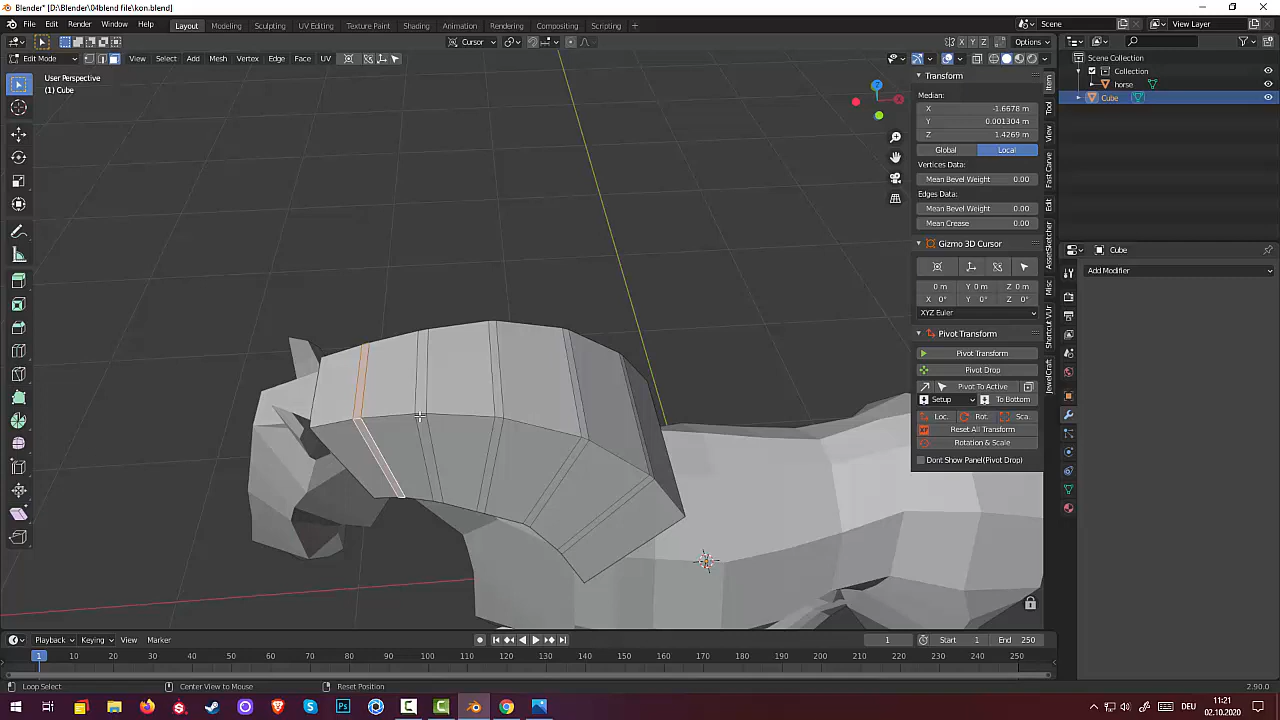 Blender* [D:\Blender\04blend file\kon.blend]
File Edit Render Window Help Layout Modeling Sculpting UV Editing Texture Paint Shading Animation Rendering Compositing Scripting + Scene View Layer
Cursor X Y Z Options
Edit Mode View Select Add Mesh Vertex Edge Face UV
User Perspective
(1) Cube
Transform
Median:
X -1.6678 m
Y 0.001304 m
Z 1.4269 m
Global Local
Vertices Data:
Mean Bevel Weight 0.00
Edges Data:
Mean Bevel Weight 0.00
Mean Crease 0.00
Gizmo 3D Cursor
0 m Y 0 m Z 0 m
X 0° Y 0° Z 0°
XYZ Euler
Pivot Transform
Pivot Transform
Pivot Drop
Pivot To Active
Setup To Bottom
Loc. Rot. Sca.
Reset All Transform
Rotation & Scale
Dont Show Panel(Pivot Drop)
Item
Tool
View
Fast Carve
Edit
AssetSketcher
Misc
Shortcut VUr
JewelCraft
Z
X
Scene Collection
Collection
horse
Cube
Cube
Add Modifier
Playback Keying View Marker 1 Start 1 End 250
1 10 20 30 40 50 60 70 80 90 100 110 120 130 140 150 160 170 180 190 200 210 220 230 240 250
Loop Select Center View to Mouse Reset Position 2.90.0
DEU 11:21
02.10.2020